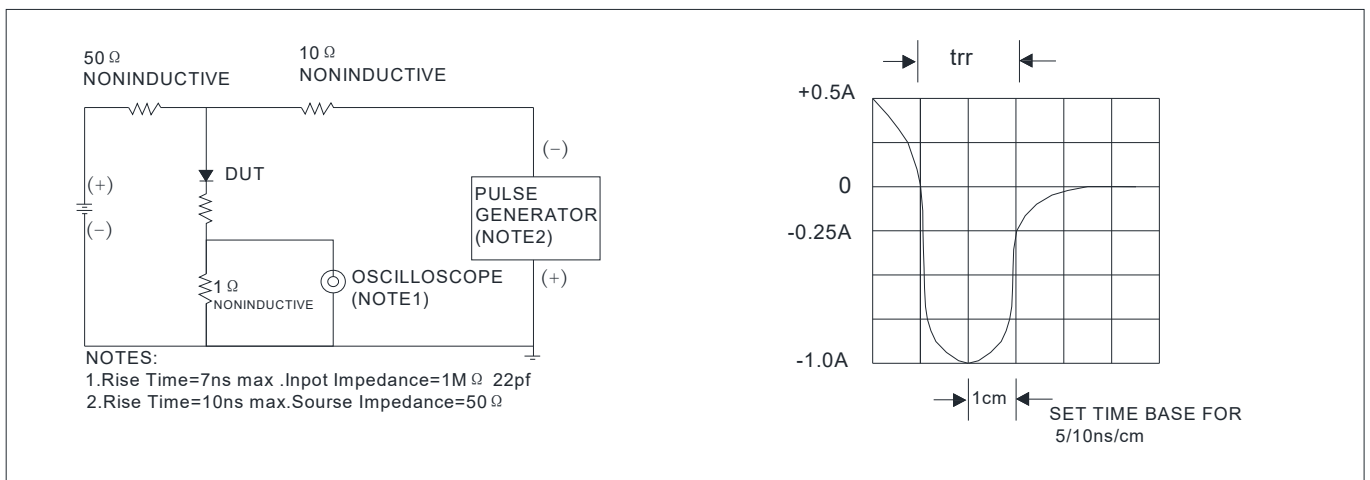 50 Ω
NONINDUCTIVE
10 Ω
NONINDUCTIVE
(+)
(−)
DUT
1 Ω
NONINDUCTIVE
OSCILLOSCOPE
(NOTE1)
(−)
PULSE
GENERATOR
(NOTE2)
(+)
NOTES:
1.Rise Time=7ns max .Inpot Impedance=1M Ω 22pf
2.Rise Time=10ns max.Sourse Impedance=50 Ω
trr
+0.5A
0
-0.25A
-1.0A
1cm
SET TIME BASE FOR
5/10ns/cm